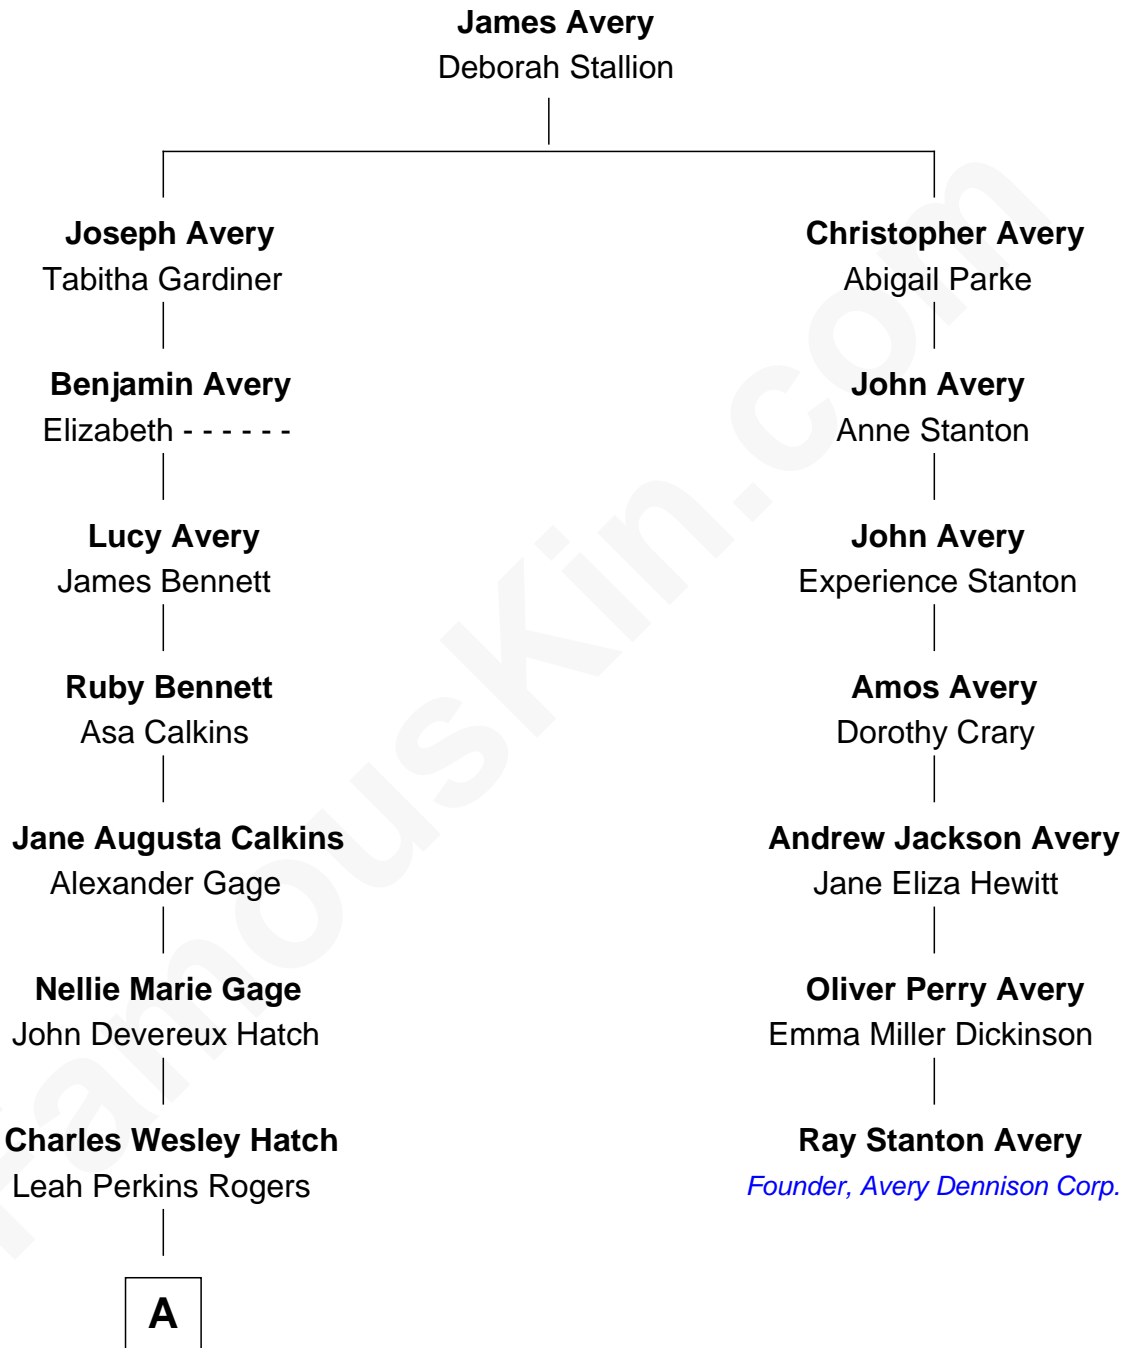 James Avery
Deborah Stallion
Joseph Avery
Tabitha Gardiner
Christopher Avery
Abigail Parke
Benjamin Avery
Elizabeth - - - - - -
John Avery
Anne Stanton
Lucy Avery
James Bennett
John Avery
Experience Stanton
Ruby Bennett
Asa Calkins
Amos Avery
Dorothy Crary
Jane Augusta Calkins
Alexander Gage
Andrew Jackson Avery
Jane Eliza Hewitt
Nellie Marie Gage
John Devereux Hatch
Oliver Perry Avery
Emma Miller Dickinson
Charles Wesley Hatch
Leah Perkins Rogers
Ray Stanton Avery
Founder, Avery Dennison Corp.
A
FamousKin.com